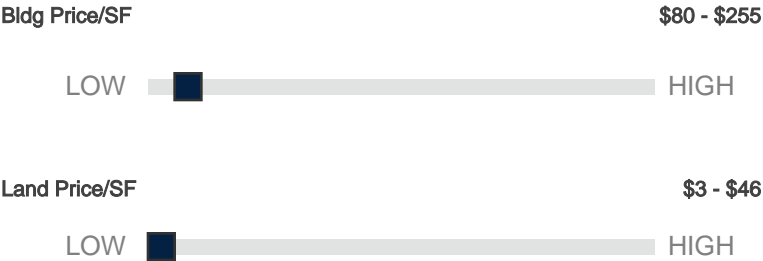 Bldg Price/SF $80 - $255
LOW HIGH
Land Price/SF $3 - $46
LOW HIGH